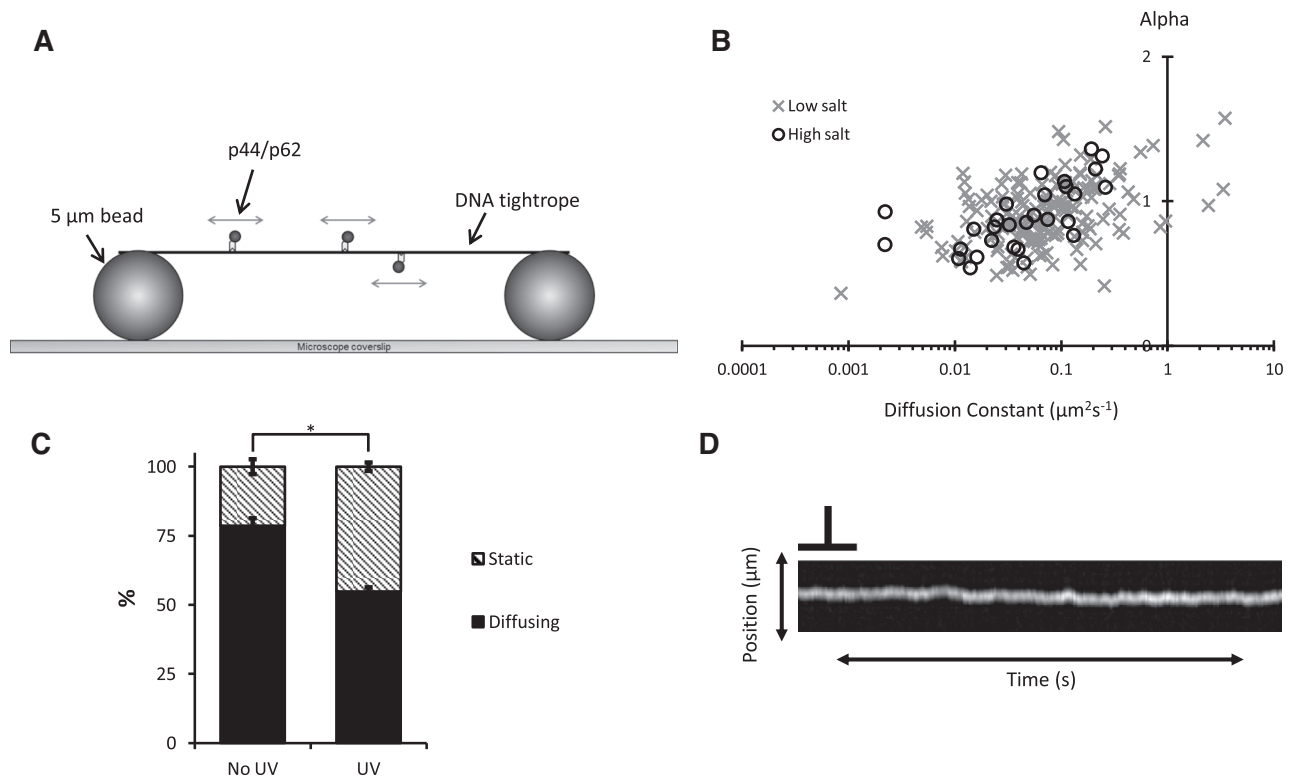 A
p44/p62
5 µm bead
DNA tightrope
Microscope coverslip
B
Alpha
2
Low salt
High salt
1
0
0.0001
0.001
0.01
0.1
1
10
Diffusion Constant (µm²s⁻¹)
C
*
100
75
50
25
0
%
Static
Diffusing
No UV
UV
D
Position (µm)
Time (s)